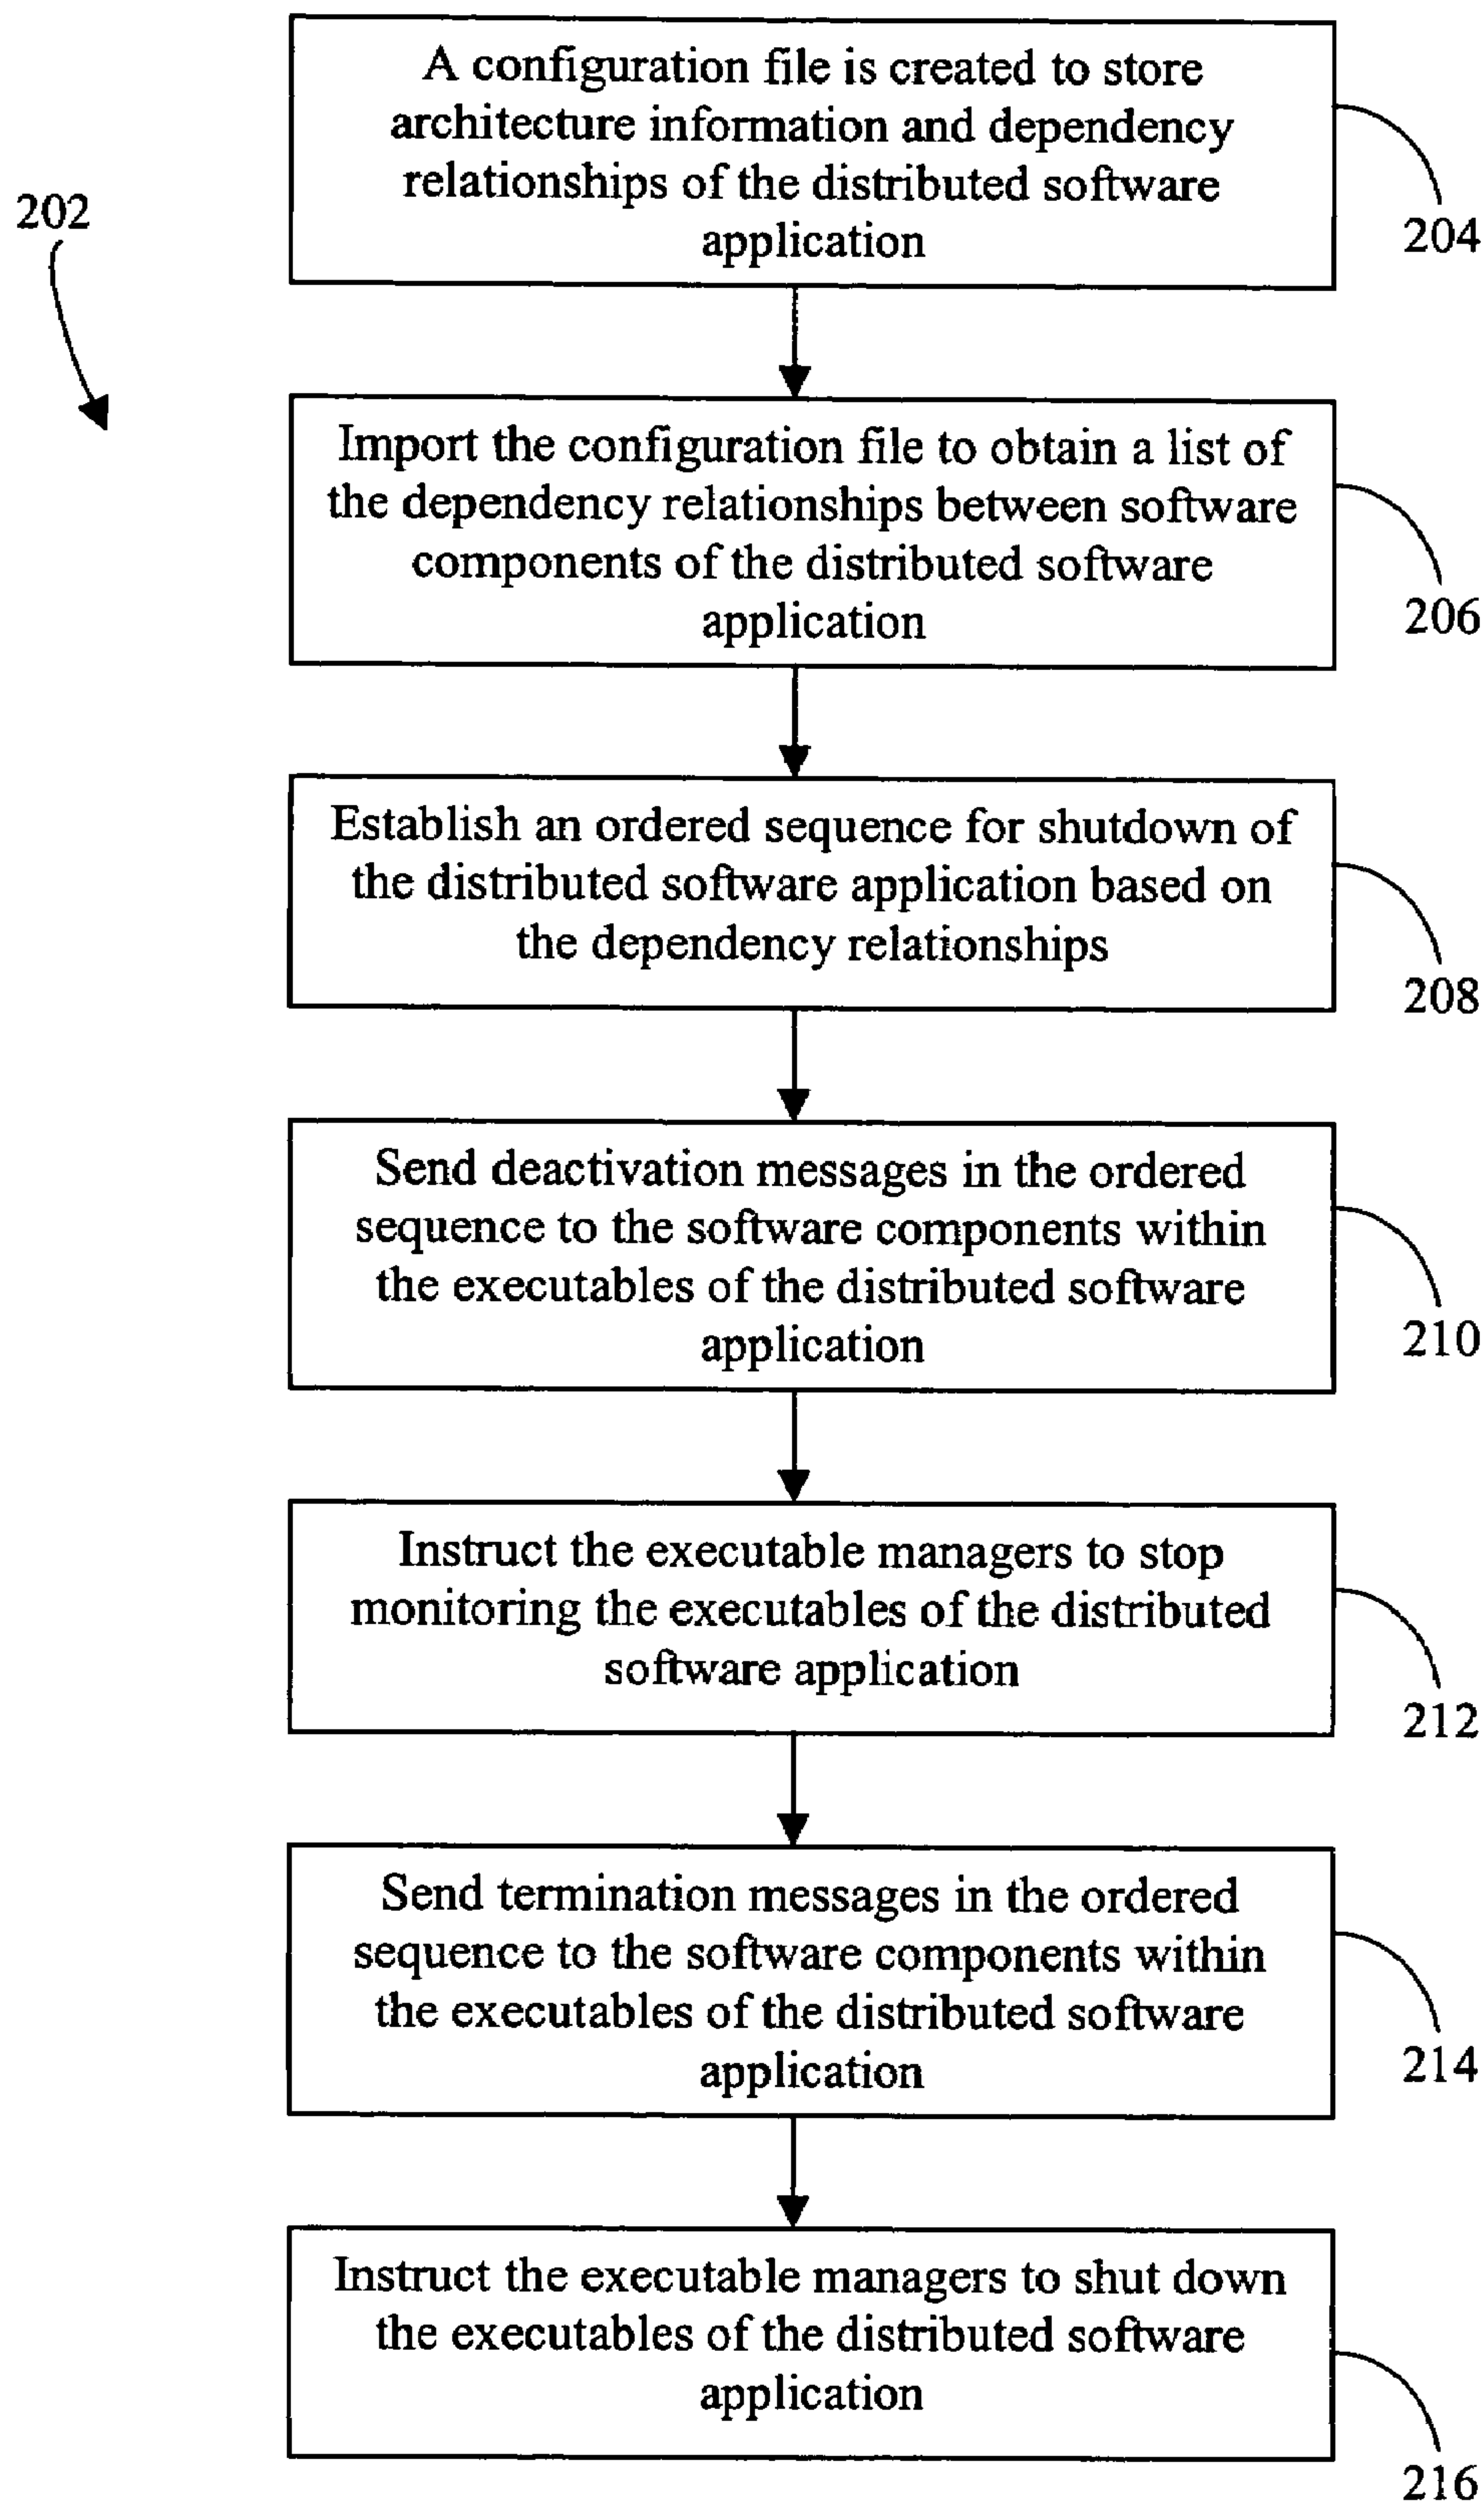 A configuration file is created to store
architecture information and dependency
relationships of the distributed software
application
202
204
Import the configuration file to obtain a list of
the dependency relationships between software
components of the distributed software
application
206
Establish an ordered sequence for shutdown of
the distributed software application based on
the dependency relationships
208
Send deactivation messages in the ordered
sequence to the software components within
the executables of the distributed software
application
210
Instruct the executable managers to stop
monitoring the executables of the distributed
software application
212
Send termination messages in the ordered
sequence to the software components within
the executables of the distributed software
application
214
Instruct the executable managers to shut down
the executables of the distributed software
application
216